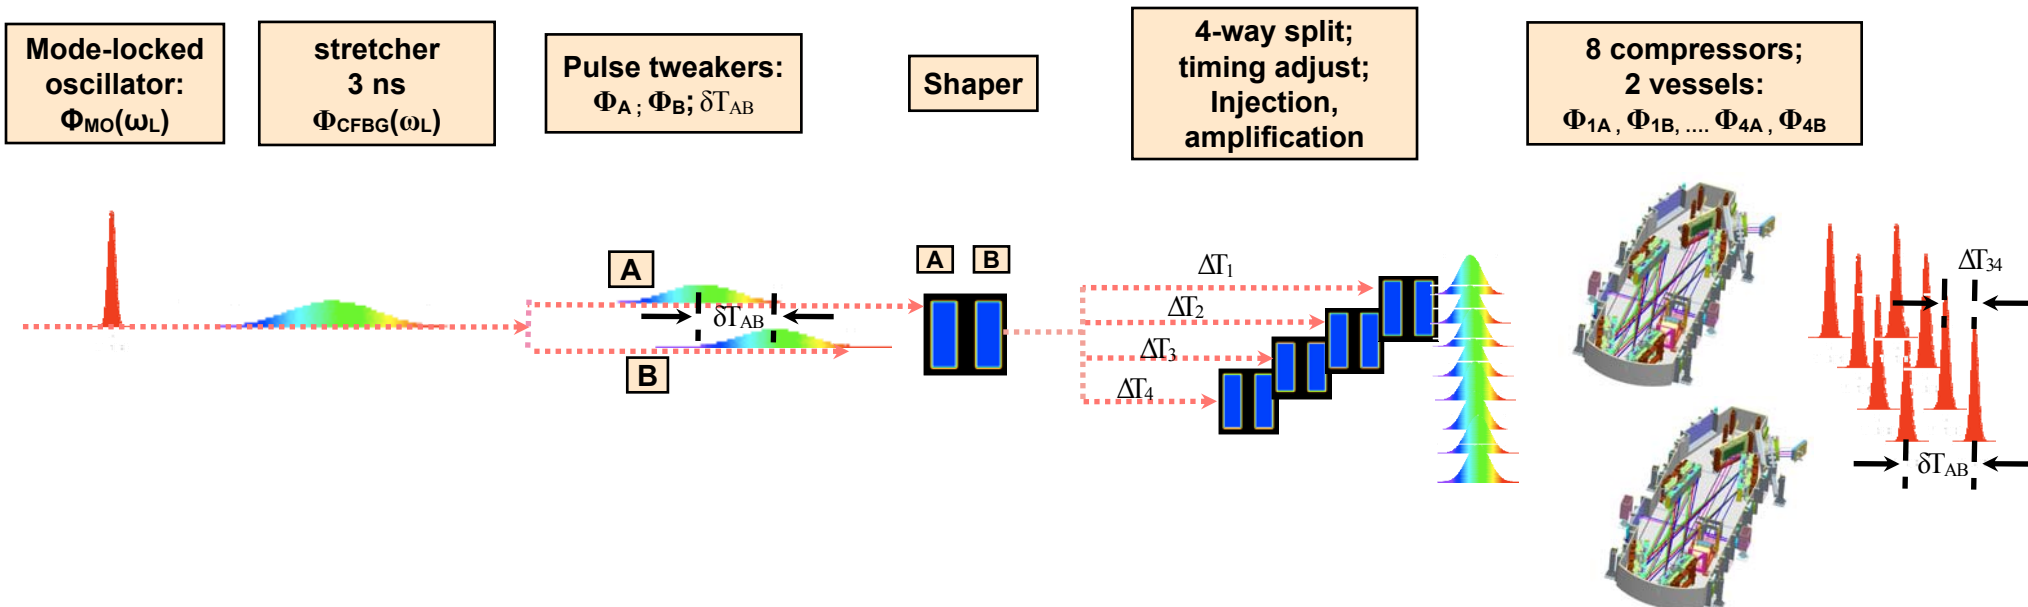 Mode-locked
oscillator:
ΦMO(ωL)
stretcher
3 ns
ΦCFBG(ωL)
Pulse tweakers:
ΦA ; ΦB; δTAB
Shaper
4-way split;
timing adjust;
Injection,
amplification
8 compressors;
2 vessels:
Φ1A , Φ1B, .... Φ4A , Φ4B
A
δTAB
B
A B
ΔT1
ΔT2
ΔT3
ΔT4
ΔT34
δTAB